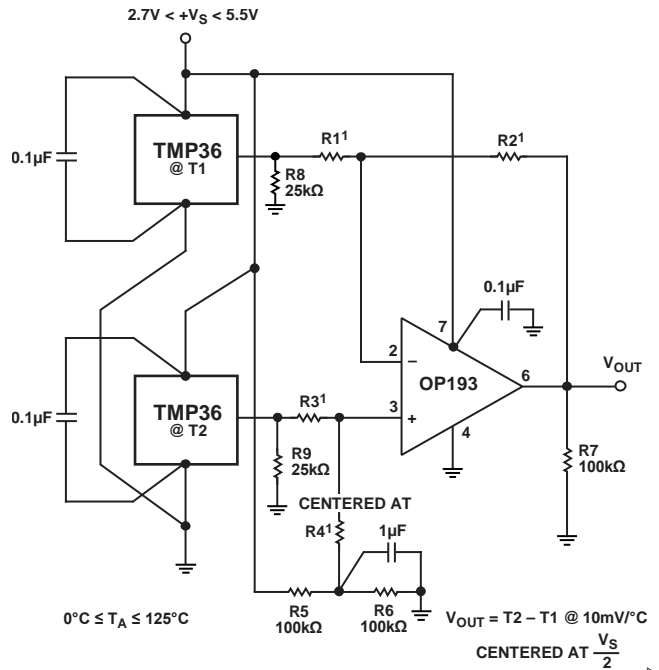 2.7V < +VS < 5.5V
0.1µF
TMP36
@ T1
R1¹
R2¹
R8
25kΩ
0.1µF
7
2
−
OP193
6
VOUT
3
+
4
0.1µF
TMP36
@ T2
R3¹
R9
25kΩ
CENTERED AT
R4¹
1µF
R7
100kΩ
R5
100kΩ
R6
100kΩ
0°C ≤ TA ≤ 125°C
VOUT = T2 – T1 @ 10mV/°C
CENTERED AT VS/2